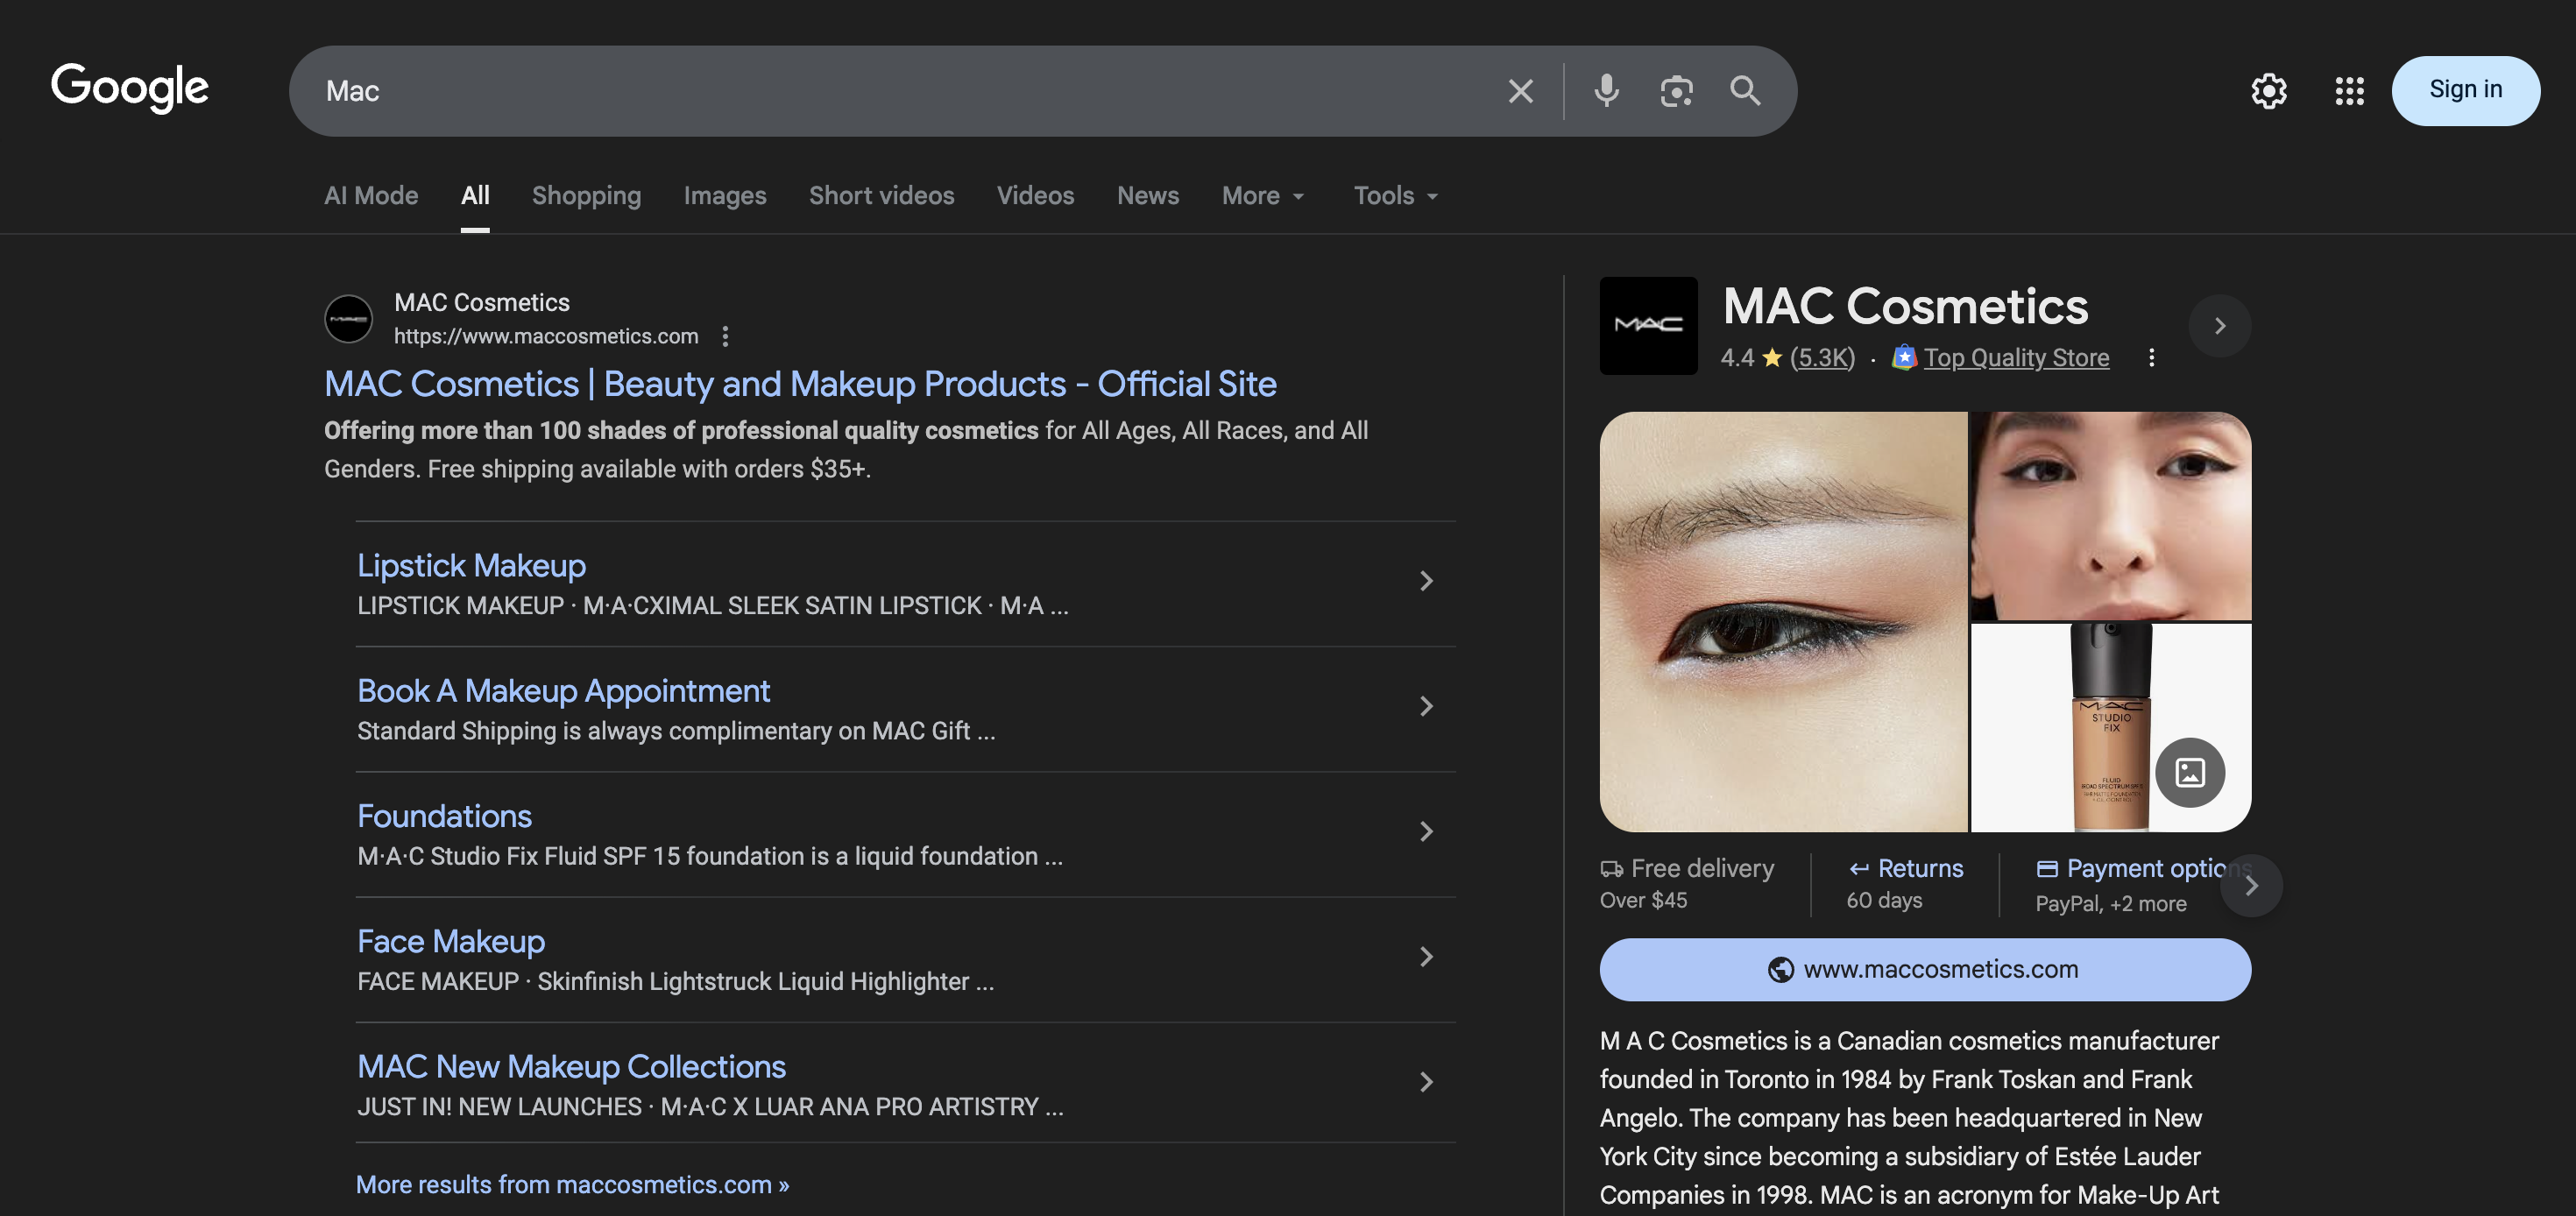 Google
Mac
Sign in
AI Mode
All
Shopping
Images
Short videos
Videos
News
More
Tools
MAC
MAC Cosmetics
https://www.maccosmetics.com
MAC Cosmetics | Beauty and Makeup Products - Official Site
Offering more than 100 shades of professional quality cosmetics for All Ages, All Races, and All
Genders. Free shipping available with orders $35+.
Lipstick Makeup
LIPSTICK MAKEUP · M·A·CXIMAL SLEEK SATIN LIPSTICK · M·A ...
Book A Makeup Appointment
Standard Shipping is always complimentary on MAC Gift ...
Foundations
M·A·C Studio Fix Fluid SPF 15 foundation is a liquid foundation ...
Face Makeup
FACE MAKEUP · Skinfinish Lightstruck Liquid Highlighter ...
MAC New Makeup Collections
JUST IN! NEW LAUNCHES · M·A·C X LUAR ANA PRO ARTISTRY ...
More results from maccosmetics.com »
MAC
MAC Cosmetics
4.4 (5.3K) · Top Quality Store
MAC
STUDIO
FIX
FLUID
Free delivery
Over $45
Returns
60 days
Payment options
PayPal, +2 more
www.maccosmetics.com
M A C Cosmetics is a Canadian cosmetics manufacturer
founded in Toronto in 1984 by Frank Toskan and Frank
Angelo. The company has been headquartered in New
York City since becoming a subsidiary of Estée Lauder
Companies in 1998. MAC is an acronym for Make-Up Art